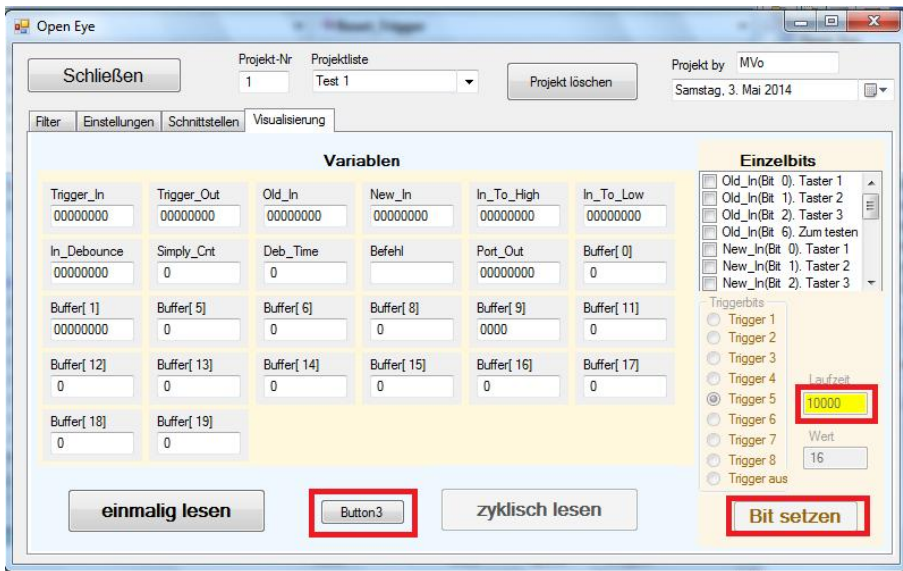 Open Eye
Schließen
Projekt-Nr
1
Projektliste
Test 1
Projekt löschen
Projekt by
MVo
Samstag, 3. Mai 2014
Filter
Einstellungen
Schnittstellen
Visualisierung
Variablen
Trigger_In
Trigger_Out
Old_In
New_In
In_To_High
In_To_Low
00000000
00000000
00000000
00000000
00000000
00000000
In_Debounce
Simply_Cnt
Deb_Time
Befehl
Port_Out
Buffer[ 0]
00000000
0
0
00000000
0
Buffer[ 1]
Buffer[ 5]
Buffer[ 6]
Buffer[ 8]
Buffer[ 9]
Buffer[ 11]
00000000
0
0
0
0000
0
Buffer[ 12]
Buffer[ 13]
Buffer[ 14]
Buffer[ 15]
Buffer[ 16]
Buffer[ 17]
0
0
0
0
0
0
Buffer[ 18]
Buffer[ 19]
0
0
einmalig lesen
Button3
zyklisch lesen
Einzelbits
Old_In(Bit 0). Taster 1
Old_In(Bit 1). Taster 2
Old_In(Bit 2). Taster 3
Old_In(Bit 6). Zum testen
New_In(Bit 0). Taster 1
New_In(Bit 1). Taster 2
New_In(Bit 2). Taster 3
Triggerbits
Trigger 1
Trigger 2
Trigger 3
Trigger 4
Trigger 5
Trigger 6
Trigger 7
Trigger 8
Trigger aus
Laufzeit
10000
Wert
16
Bit setzen